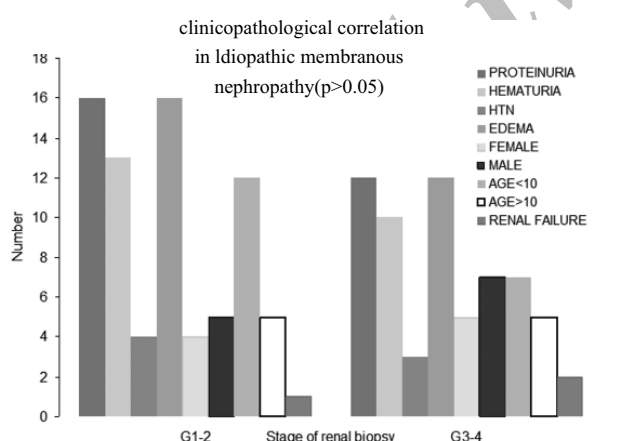 clinicopathological correlation
in Idiopathic membranous
nephropathy(p>0.05)
18
16
14
12
10
8
6
4
2
0
Number
PROTEINURIA
HEMATURIA
HTN
EDEMA
FEMALE
MALE
AGE<10
AGE>10
RENAL FAILURE
G1-2 Stage of renal biopsy G3-4